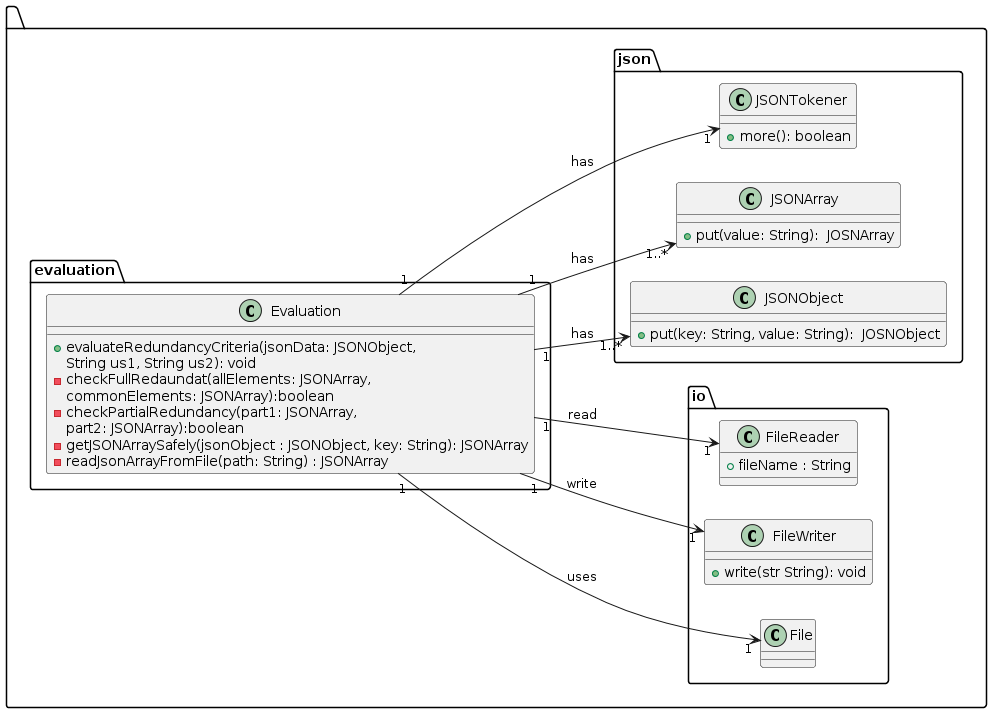 json
C JSONTokener
more(): boolean
has
1
1
C JSONArray
put(value: String):  JOSNArray
has
1..*
1
C JSONObject
put(key: String, value: String):  JOSNObject
has
1..*
1
evaluation
C Evaluation
evaluateRedundancyCriteria(jsonData: JSONObject,
String us1, String us2): void
checkFullRedaundat(allElements: JSONArray,
commonElements: JSONArray):boolean
checkPartialRedundancy(part1: JSONArray,
part2: JSONArray):boolean
getJSONArraySafely(jsonObject : JSONObject, key: String): JSONArray
readJsonArrayFromFile(path: String) : JSONArray
io
C FileReader
fileName : String
read
1
1
C FileWriter
write(str String): void
write
1
1
C File
uses
1
1